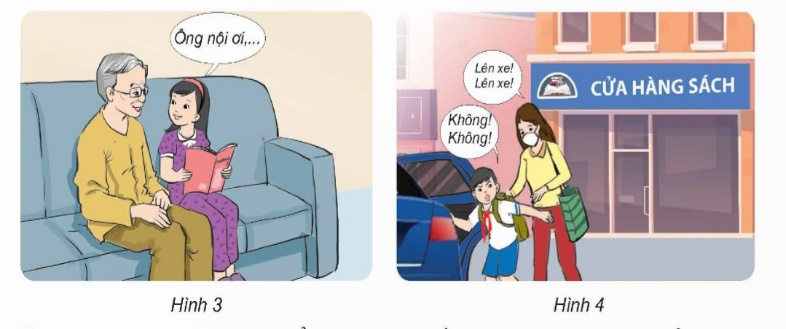 Ông nội ơi,...
Lên xe!
Lên xe!
CỬA HÀNG SÁCH
Không!
Không!
Hình 3
Hình 4